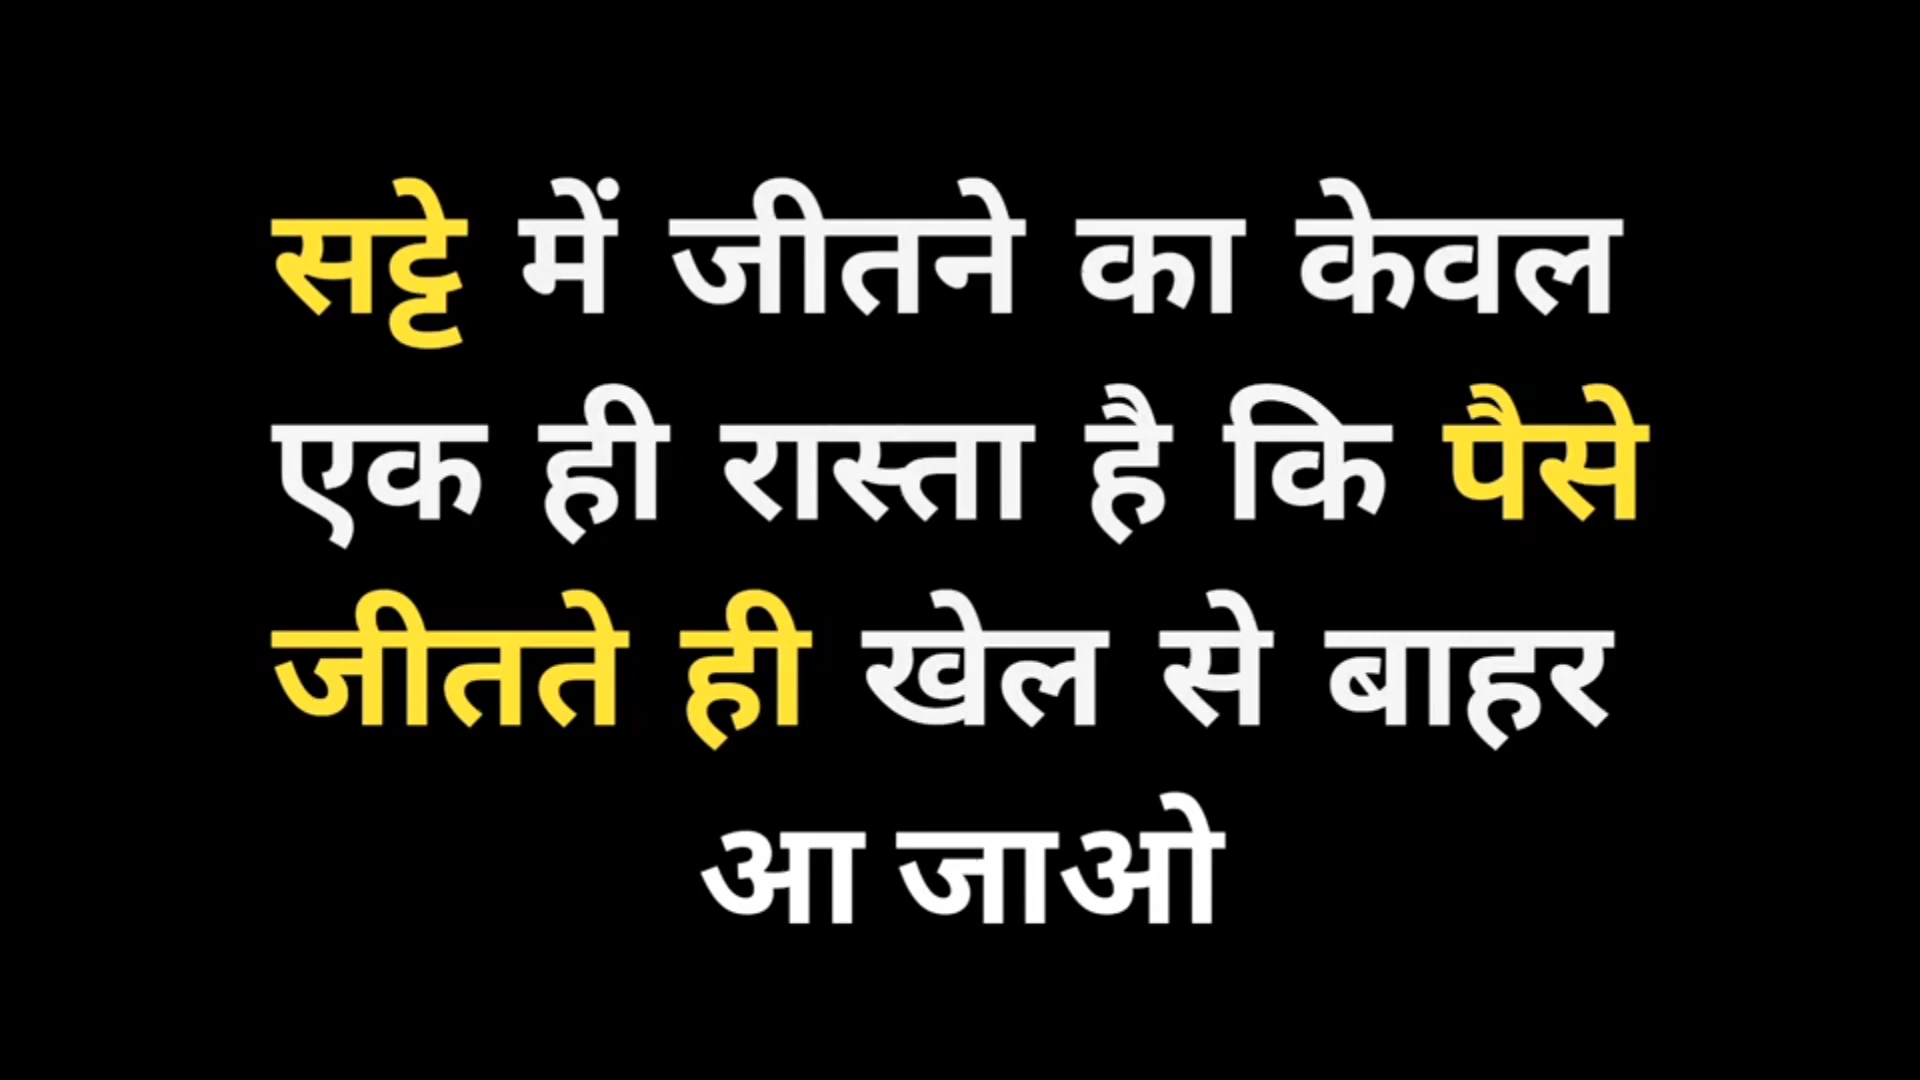 सट्टे में जीतने का केवल
एक ही रास्ता है कि पैसे
जीतते ही खेल से बाहर
आ जाओ